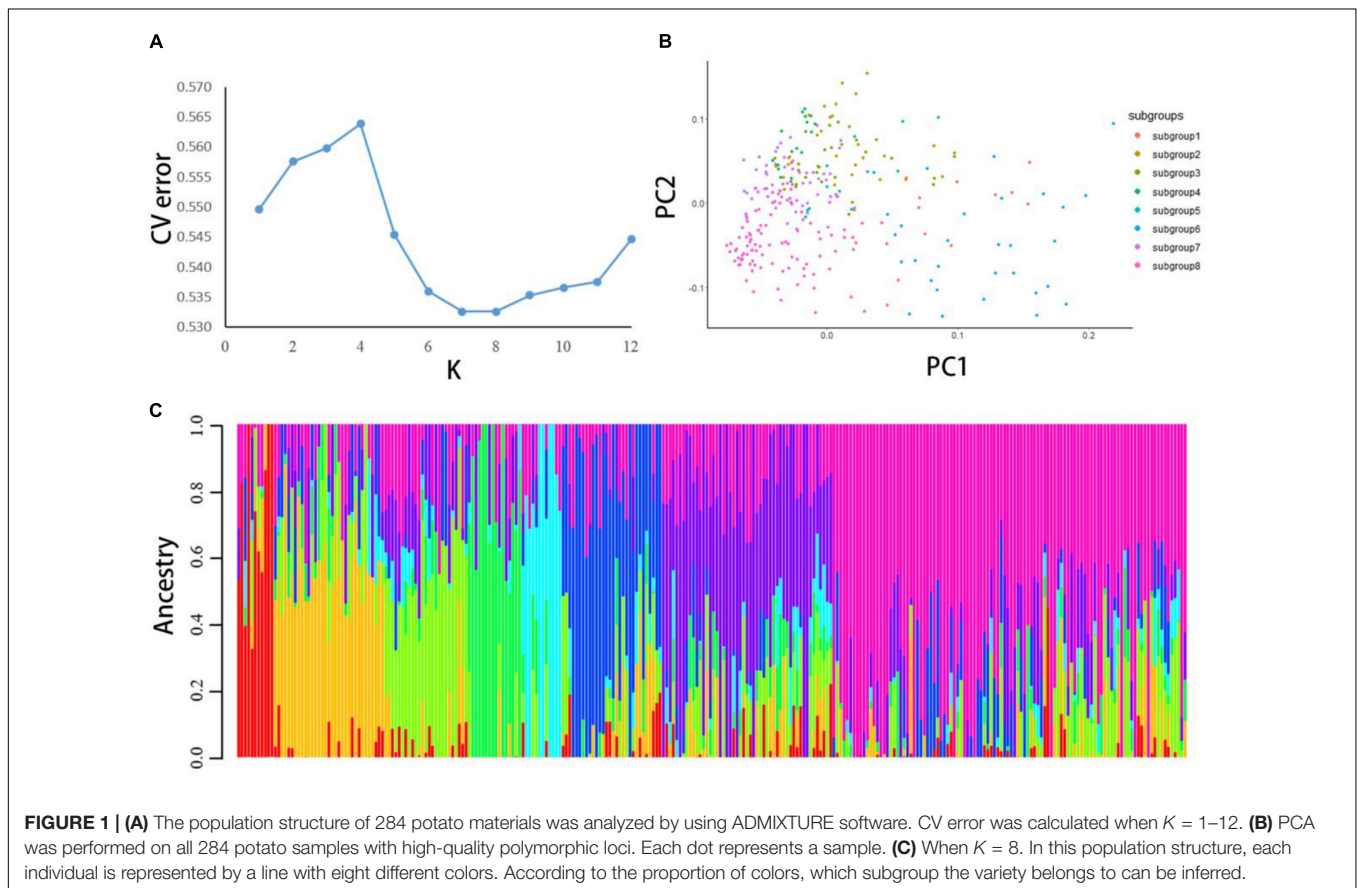 A
CV error
0.570
0.565
0.560
0.555
0.550
0.545
0.540
0.535
0.530
0 2 4 6 8 10 12
K
B
PC2
0.1
0.0
-0.1
0.0 0.1 0.2
PC1
subgroups
subgroup1
subgroup2
subgroup3
subgroup4
subgroup5
subgroup6
subgroup7
subgroup8
C
Ancestry
1.0
0.8
0.6
0.4
0.2
0.0
FIGURE 1 | (A) The population structure of 284 potato materials was analyzed by using ADMIXTURE software. CV error was calculated when K = 1–12. (B) PCA
was performed on all 284 potato samples with high-quality polymorphic loci. Each dot represents a sample. (C) When K = 8. In this population structure, each
individual is represented by a line with eight different colors. According to the proportion of colors, which subgroup the variety belongs to can be inferred.